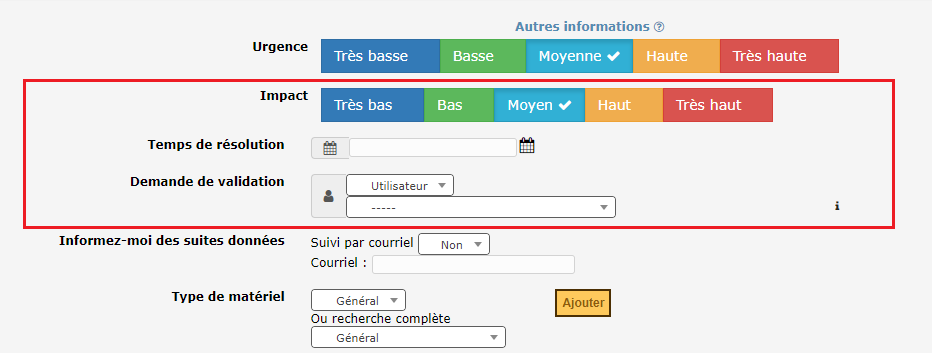 Autres informations
Urgence Très basse Basse Moyenne Haute Très haute
Impact Très bas Bas Moyen Haut Très haut
Temps de résolution
Demande de validation Utilisateur
-----
Informez-moi des suites données Suivi par courriel Non
Courriel :
Type de matériel Général Ajouter
Ou recherche complète
Général